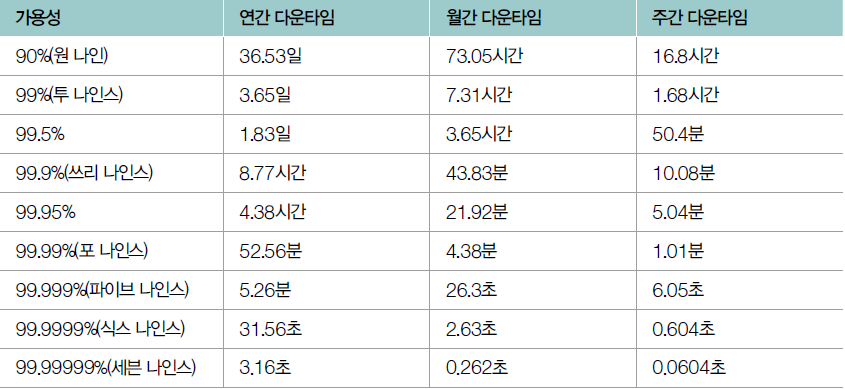 가용성 연간 다운타임 월간 다운타임 주간 다운타임
90%(원 나인) 36.53일 73.05시간 16.8시간
99%(투 나인스) 3.65일 7.31시간 1.68시간
99.5% 1.83일 3.65시간 50.4분
99.9%(쓰리 나인스) 8.77시간 43.83분 10.08분
99.95% 4.38시간 21.92분 5.04분
99.99%(포 나인스) 52.56분 4.38분 1.01분
99.999%(파이브 나인스) 5.26분 26.3초 6.05초
99.9999%(식스 나인스) 31.56초 2.63초 0.604초
99.99999%(세븐 나인스) 3.16초 0.262초 0.0604초